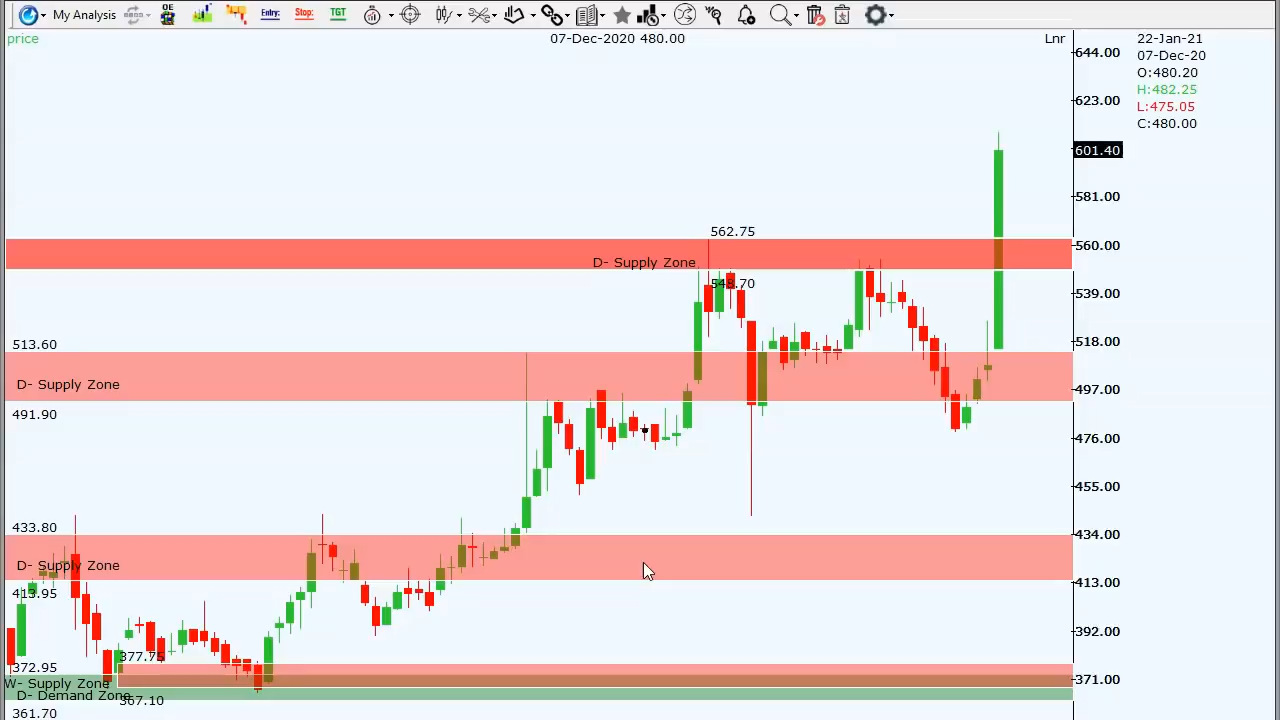 My Analysis QE Entry: Stop: TGT
price 07-Dec-2020 480.00 Lnr 22-Jan-21
644.00 07-Dec-20
O:480.20
H:482.25
623.00
L:475.05
C:480.00
601.40
581.00
562.75
560.00
D- Supply Zone
548.70
539.00
513.60 518.00
D- Supply Zone 497.00
491.90
476.00
455.00
433.80 434.00
D- Supply Zone
413.95 413.00
392.00
377.75
372.95
W- Supply Zone 371.00
D- Demand Zone
367.10
361.70